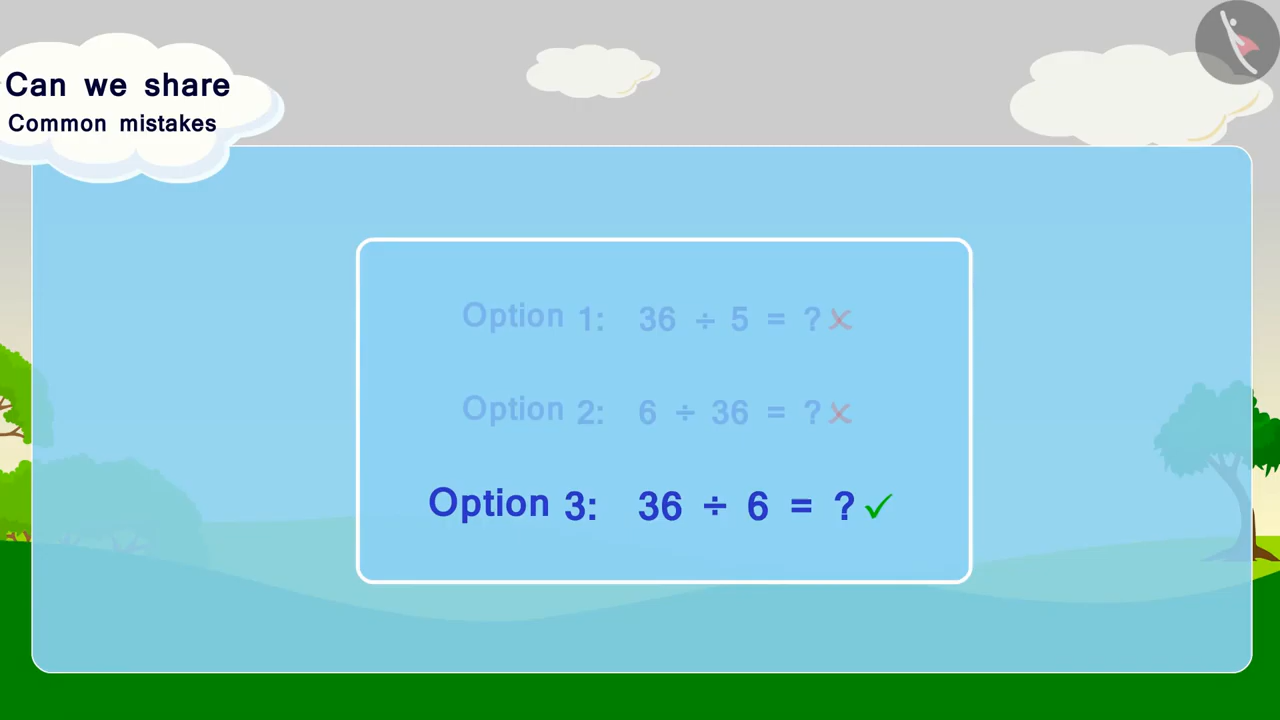 Can we share
Common mistakes
Option 1: 36 ÷ 5 = ? ✗
Option 2: 6 ÷ 36 = ? ✗
Option 3: 36 ÷ 6 = ? ✓